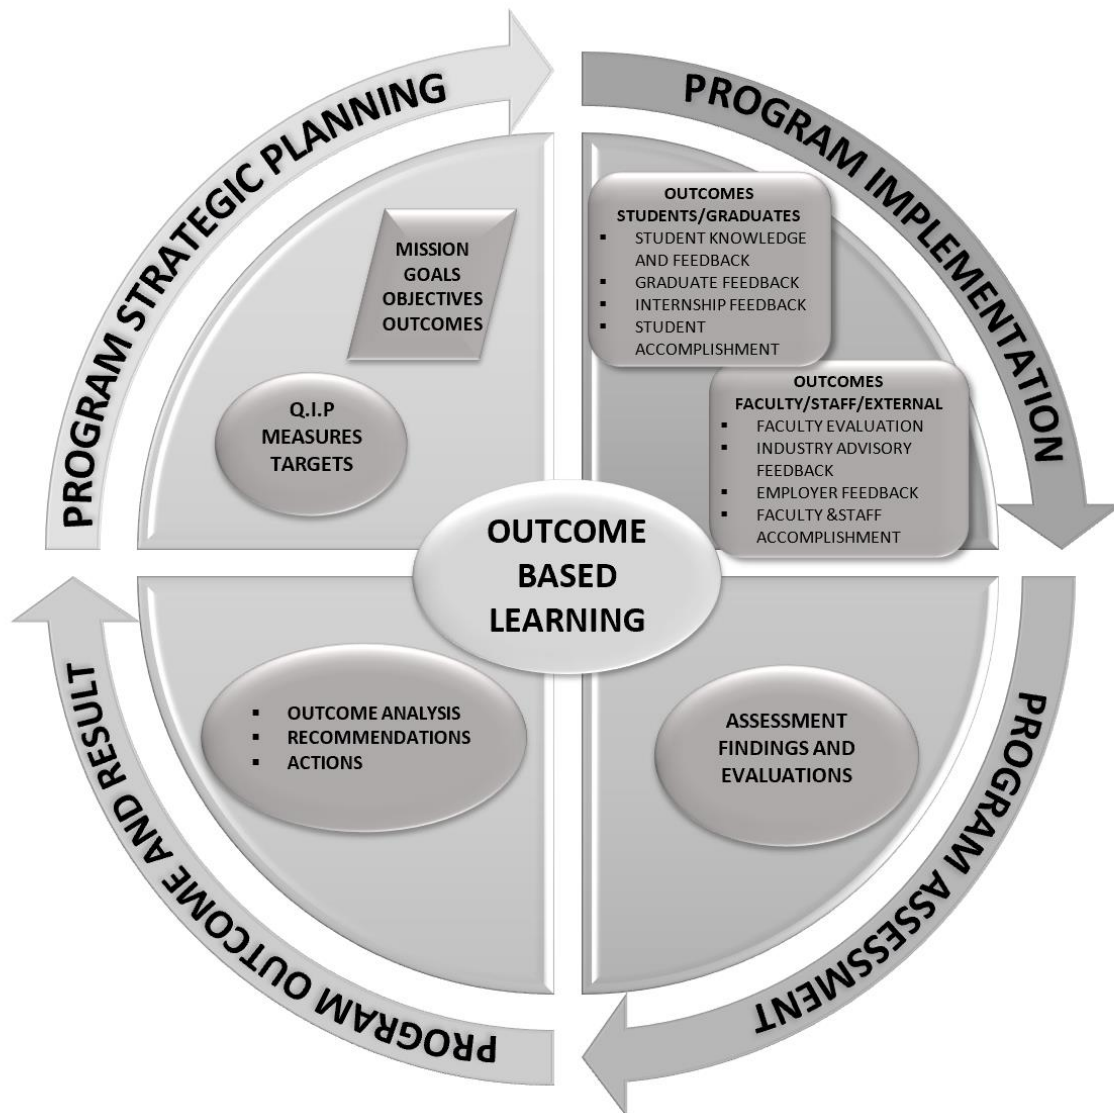 PROGRAM STRATEGIC PLANNING
PROGRAM IMPLEMENTATION
MISSION
GOALS
OBJECTIVES
OUTCOMES
Q.I.P
MEASURES
TARGETS
OUTCOMES
STUDENTS/GRADUATES
▪ STUDENT KNOWLEDGE
AND FEEDBACK
▪ GRADUATE FEEDBACK
▪ INTERNSHIP FEEDBACK
▪ STUDENT
ACCOMPLISHMENT
OUTCOMES
FACULTY/STAFF/EXTERNAL
▪ FACULTY EVALUATION
▪ INDUSTRY ADVISORY
FEEDBACK
▪ EMPLOYER FEEDBACK
▪ FACULTY &STAFF
ACCOMPLISHMENT
OUTCOME
BASED
LEARNING
▪ OUTCOME ANALYSIS
▪ RECOMMENDATIONS
▪ ACTIONS
ASSESSMENT
FINDINGS AND
EVALUATIONS
PROGRAM ASSESSMENT
PROGRAM OUTCOME AND RESULT